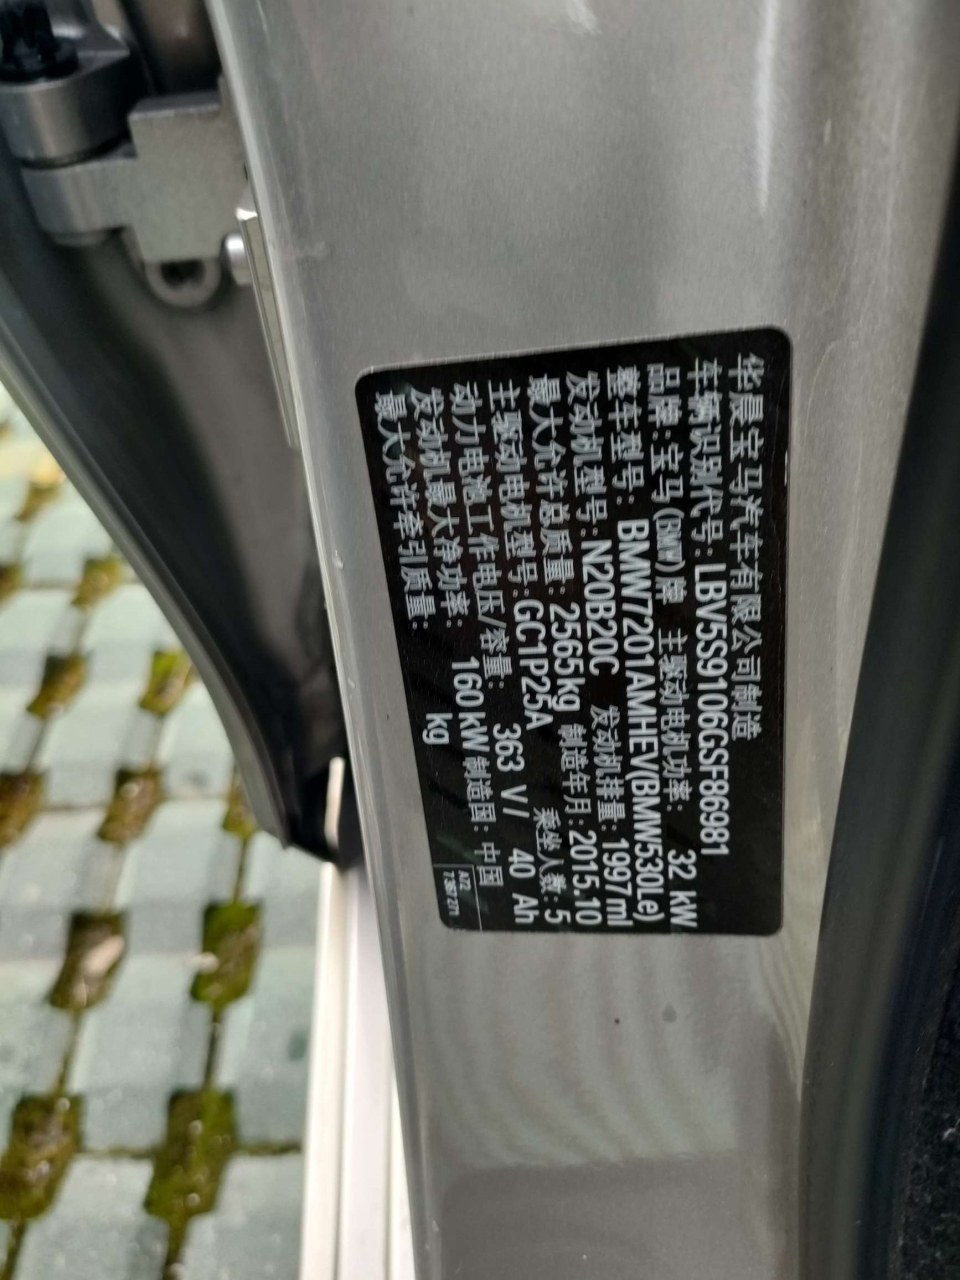 华晨宝马汽车有限公司制造
车辆识别代号: LBV5S9106GSF86981
品牌: 宝马 (BMW) 牌 主驱动电机功率: 32 kW
整车型号: BMW7201AMHEV(BMW530Le)
发动机型号: N20B20C 发动机排量: 1997ml
最大允许总质量: 2565kg 制造年月: 2015.10
主驱动电机型号: GC1P25A 乘坐人数: 5
动力电池工作电压/容量: 363 V/ 40 Ah
发动机最大净功率: 160kW 制造国: 中国
最大允许牵引质量: kg
A72
7 367 271